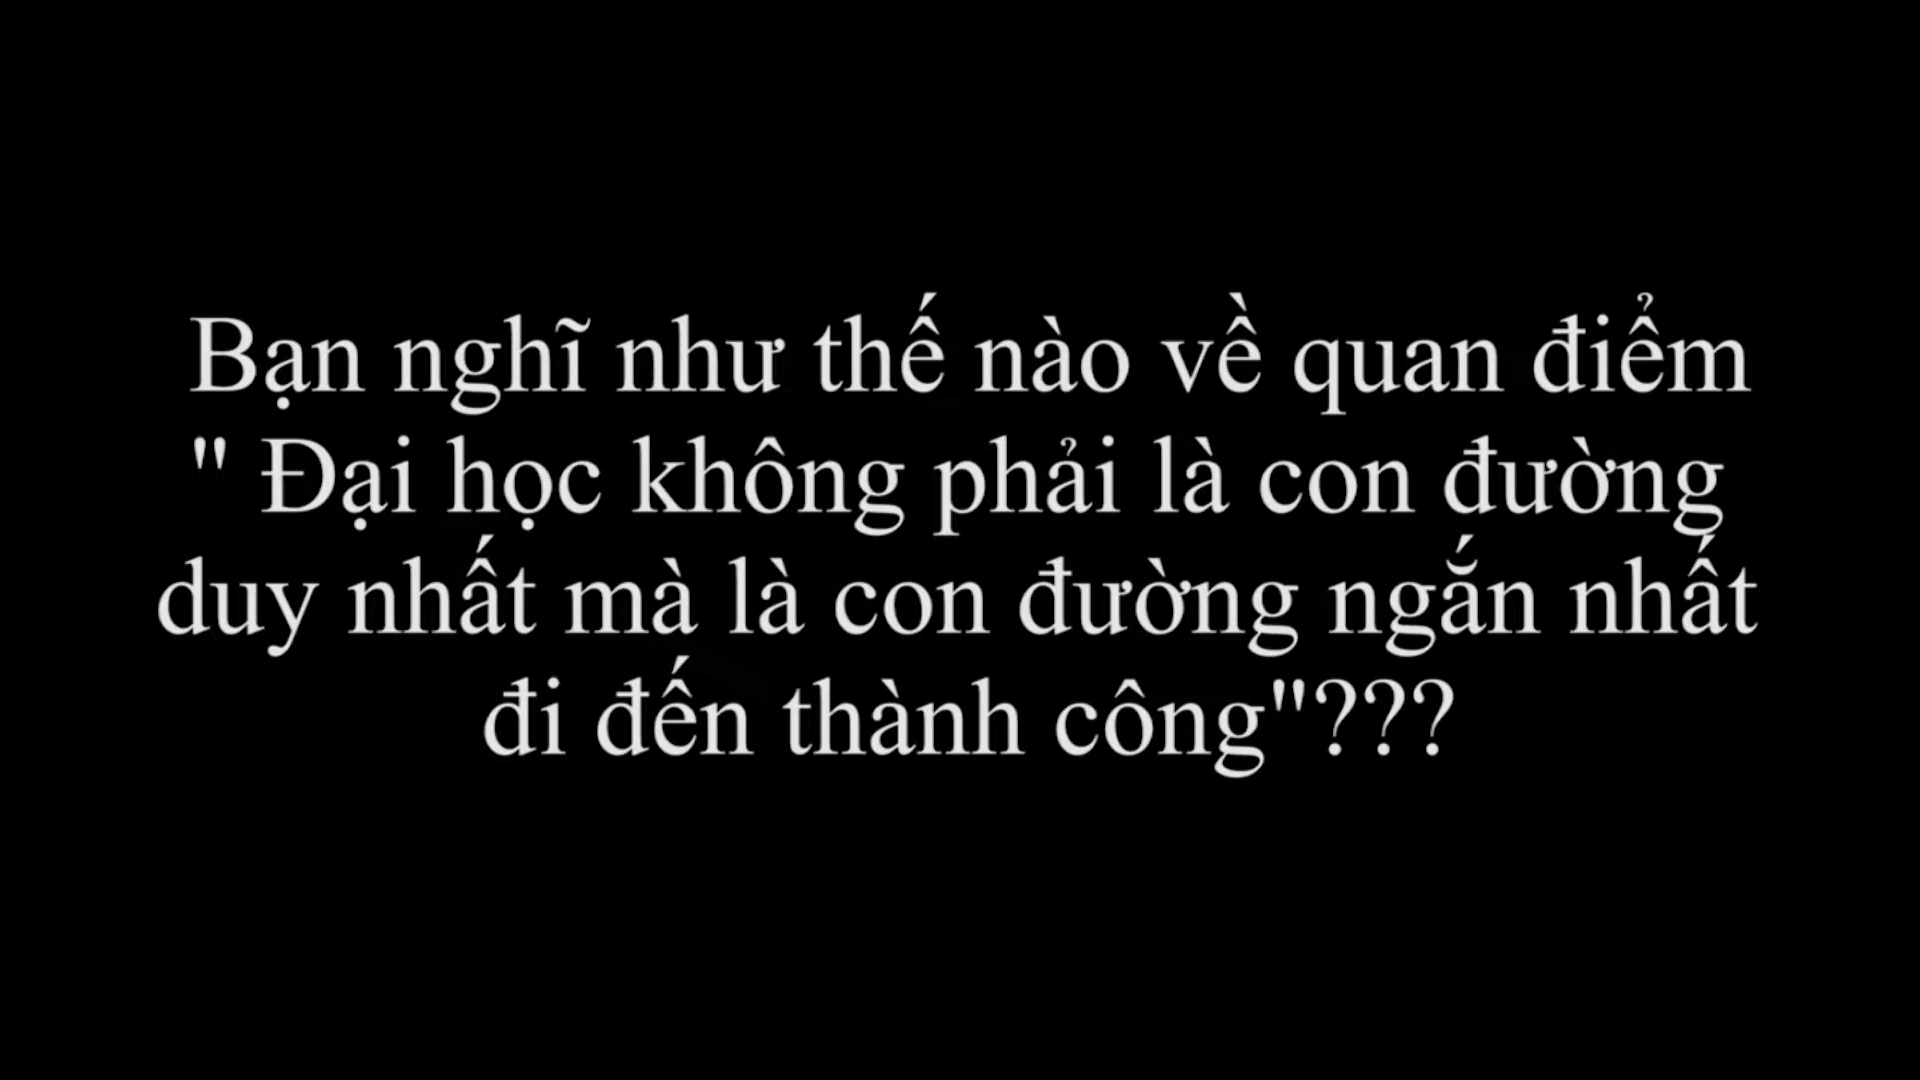 Bạn nghĩ như thế nào về quan điểm
" Đại học không phải là con đường
duy nhất mà là con đường ngắn nhất
đi đến thành công"???